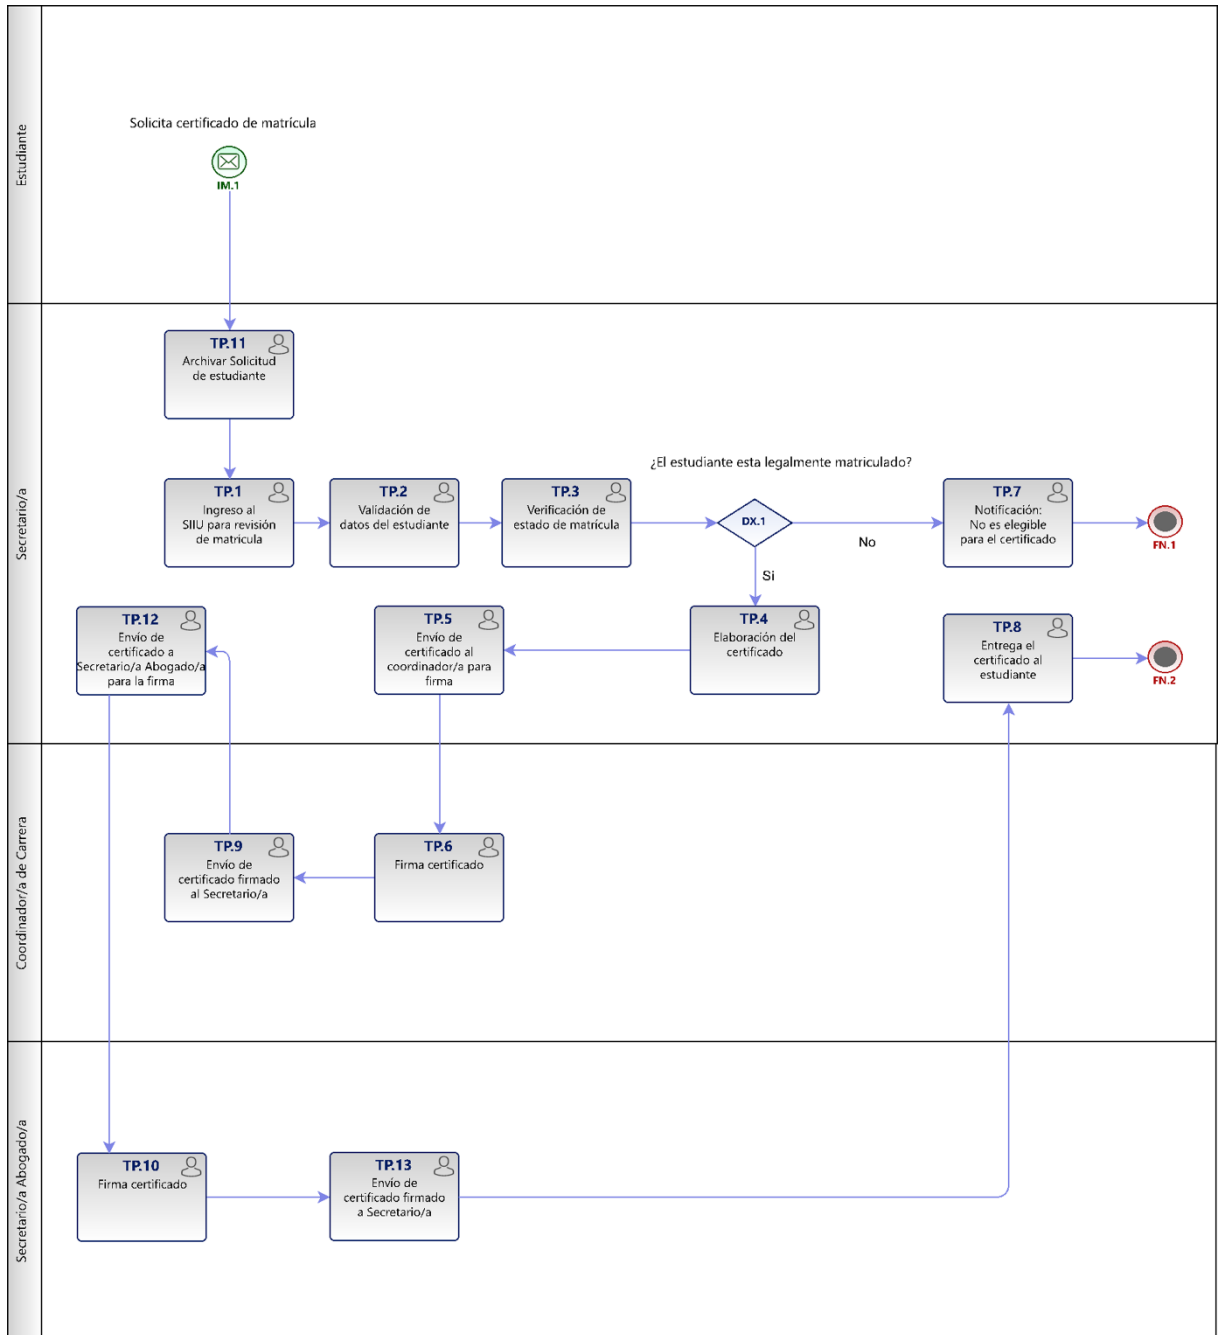 Estudiante
Solicita certificado de matrícula
IM.1
Secretario/a
TP.11
Archivar Solicitud
de estudiante
TP.1
Ingreso al
SIIU para revisión
de matrícula
TP.2
Validación de
datos del estudiante
TP.3
Verificación de
estado de matrícula
¿El estudiante esta legalmente matriculado?
DX.1
No
Si
TP.7
Notificación:
No es elegible
para el certificado
FN.1
TP.12
Envío de
certificado a
Secretario/a Abogado/a
para la firma
TP.5
Envío de
certificado al
coordinador/a para
firma
TP.4
Elaboración del
certificado
TP.8
Entrega el
certificado al
estudiante
FN.2
Coordinador/a de Carrera
TP.9
Envío de
certificado firmado
al Secretario/a
TP.6
Firma certificado
Secretario/a Abogado/a
TP.10
Firma certificado
TP.13
Envío de
certificado firmado
a Secretario/a